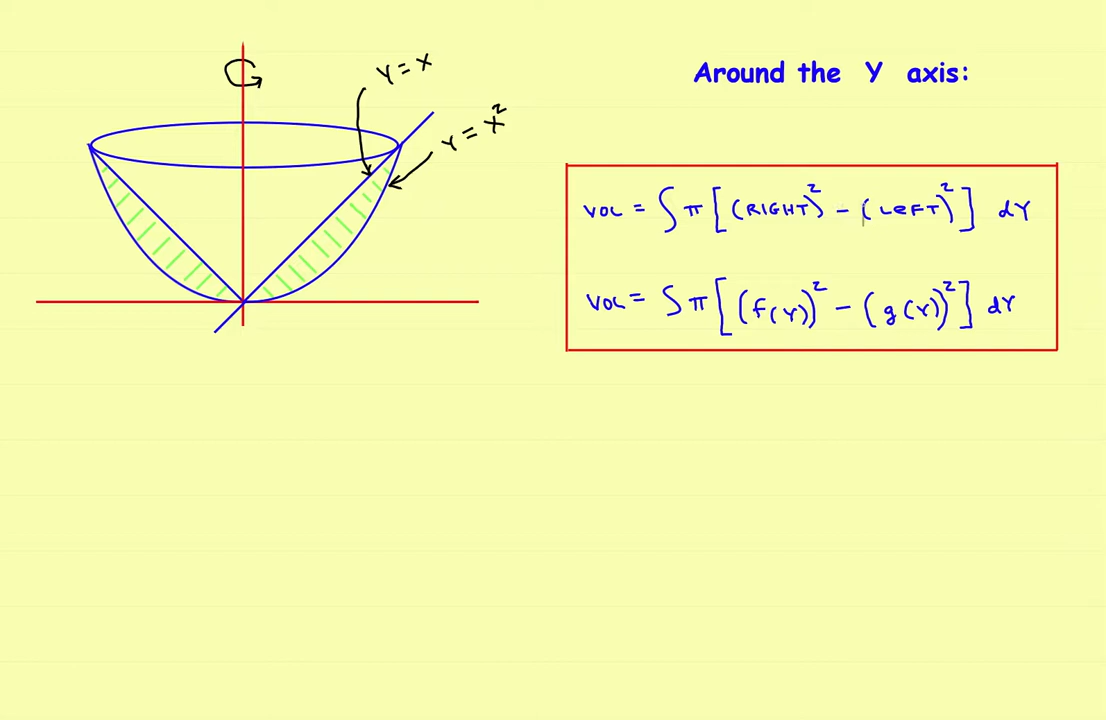 Around the Y axis:
Y = X
Y = X²
VOL = ∫ π [(RIGHT)² - (LEFT)²] dY
VOL = ∫ π [(f(Y))² - (g(Y))²] dY